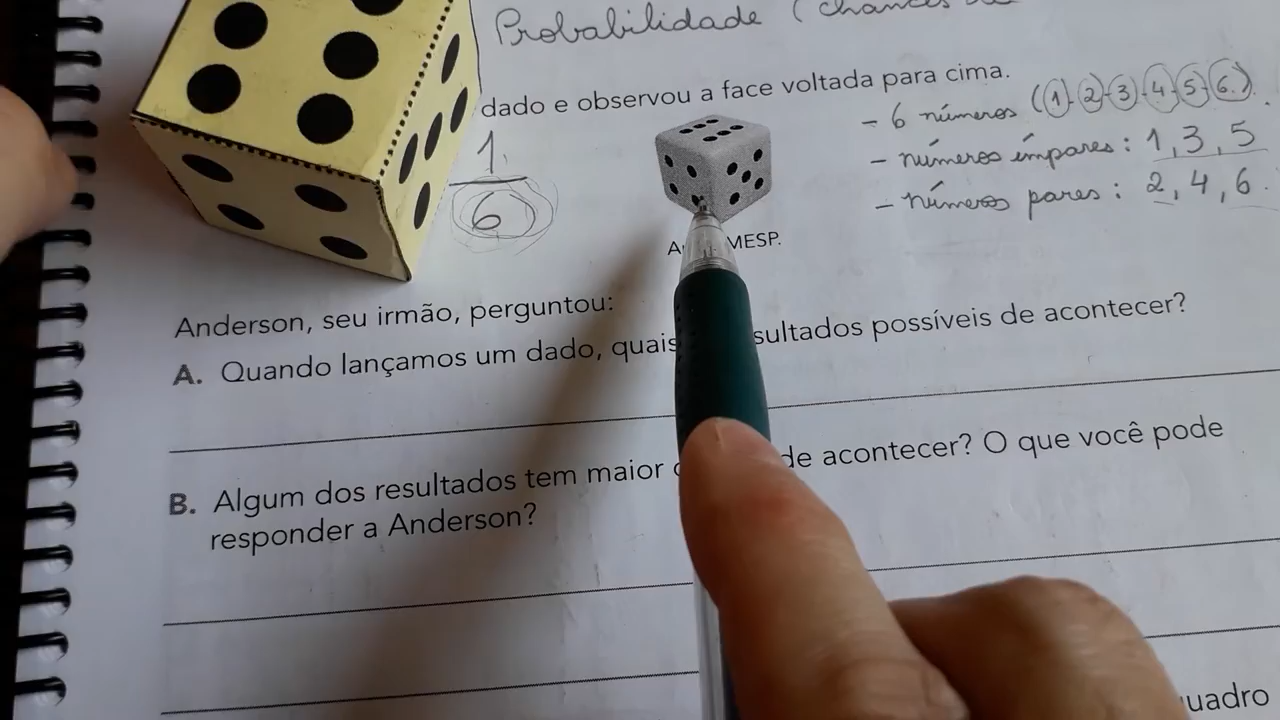 Probabilidade (chances de
dado e observou a face voltada para cima.
- 6 números (1-2-3-4-5-6.).
- números ímpares: 1, 3, 5
- números pares: 2, 4, 6.
1
6
MESP.
Anderson, seu irmão, perguntou:
A. Quando lançamos um dado, quais sultados possíveis de acontecer?
B. Algum dos resultados tem maior de acontecer? O que você pode
responder a Anderson?
uadro